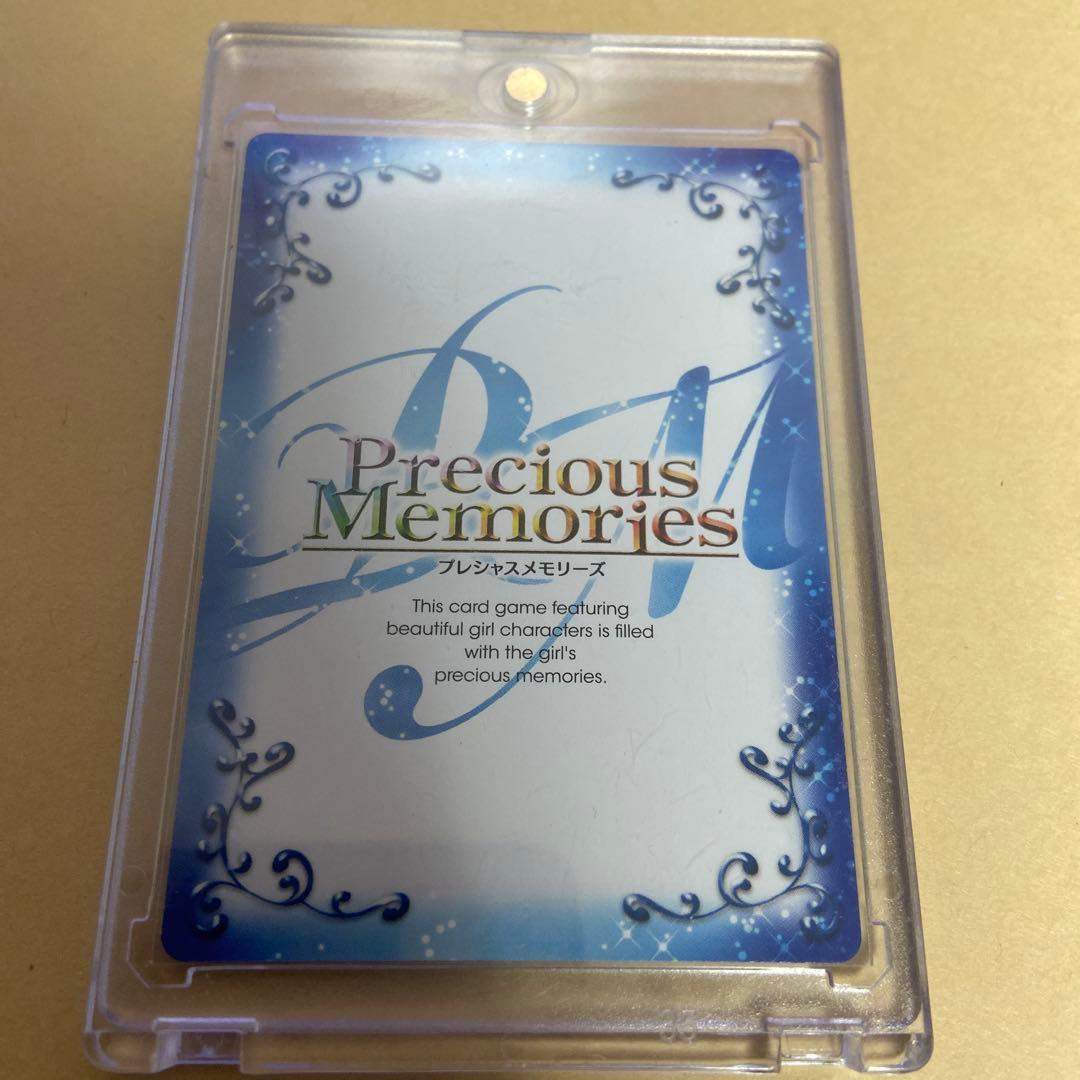 Precious
Memories
プレシャスメモリーズ
This card game featuring
beautiful girl characters is filled
with the girl's
precious memories.